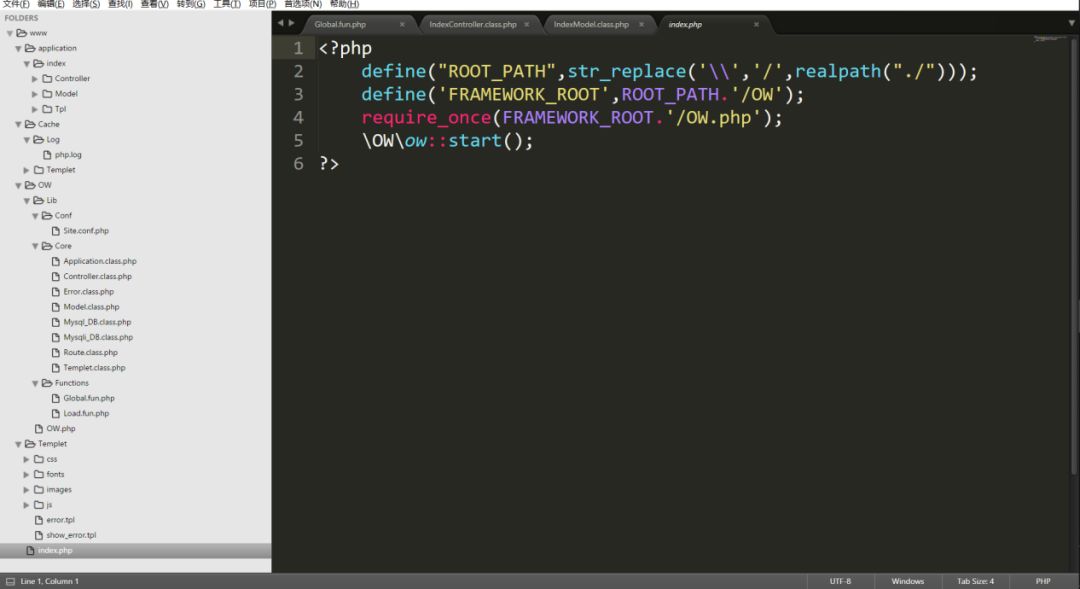 文件(F) 编辑(E) 选择(S) 查找(I) 查看(V) 转到(G) 工具(T) 项目(P) 首选项(N) 帮助(H)
FOLDERS
www
application
index
Controller
Model
Tpl
Cache
Log
php.log
Templet
OW
Lib
Conf
Site.conf.php
Core
Application.class.php
Controller.class.php
Error.class.php
Model.class.php
Mysql_DB.class.php
Mysqli_DB.class.php
Route.class.php
Templet.class.php
Functions
Global.fun.php
Load.fun.php
OW.php
Templet
css
fonts
images
js
error.tpl
show_error.tpl
index.php
Global.fun.php × IndexController.class.php × IndexModel.class.php × index.php ×
1 <?php
2 define("ROOT_PATH",str_replace('\\','/',realpath("./")));
3 define('FRAMEWORK_ROOT',ROOT_PATH.'/OW');
4 require_once(FRAMEWORK_ROOT.'/OW.php');
5 \OW\ow::start();
6 ?>
Line 1, Column 1 UTF-8 Windows Tab Size: 4 PHP